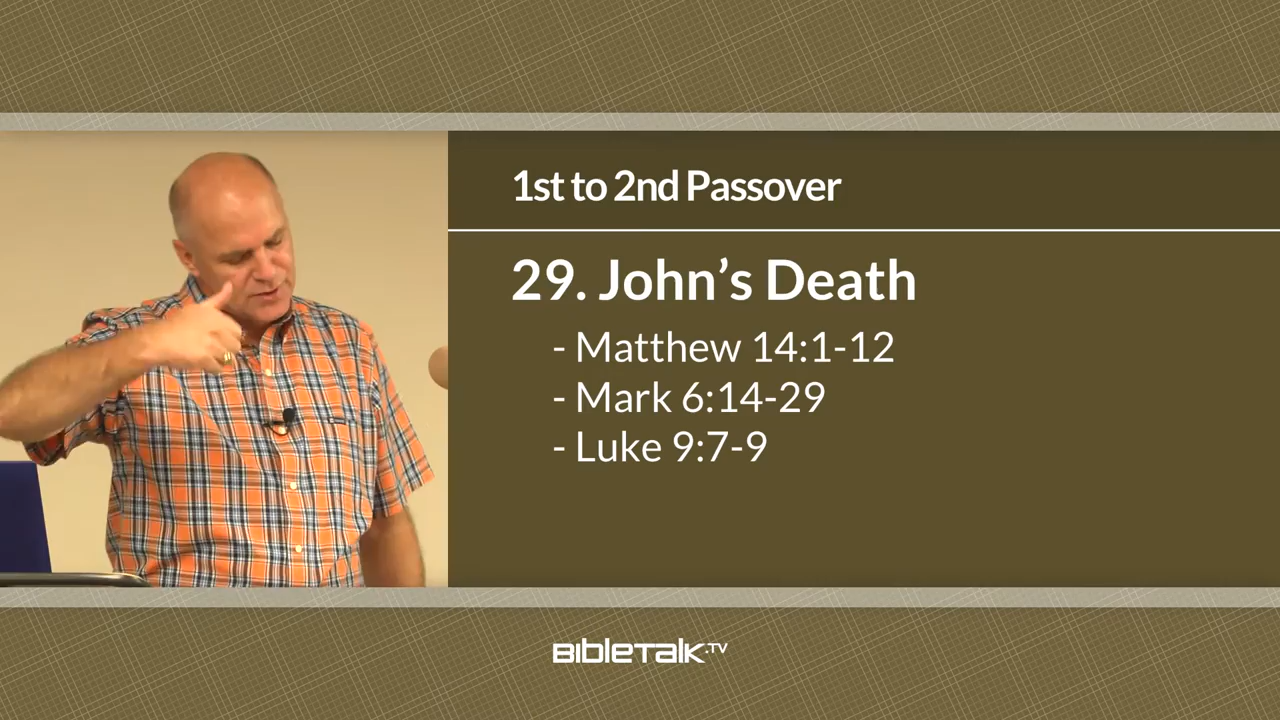 1st to 2nd Passover
29. John’s Death
- Matthew 14:1-12
- Mark 6:14-29
- Luke 9:7-9
BIBLETALK.TV